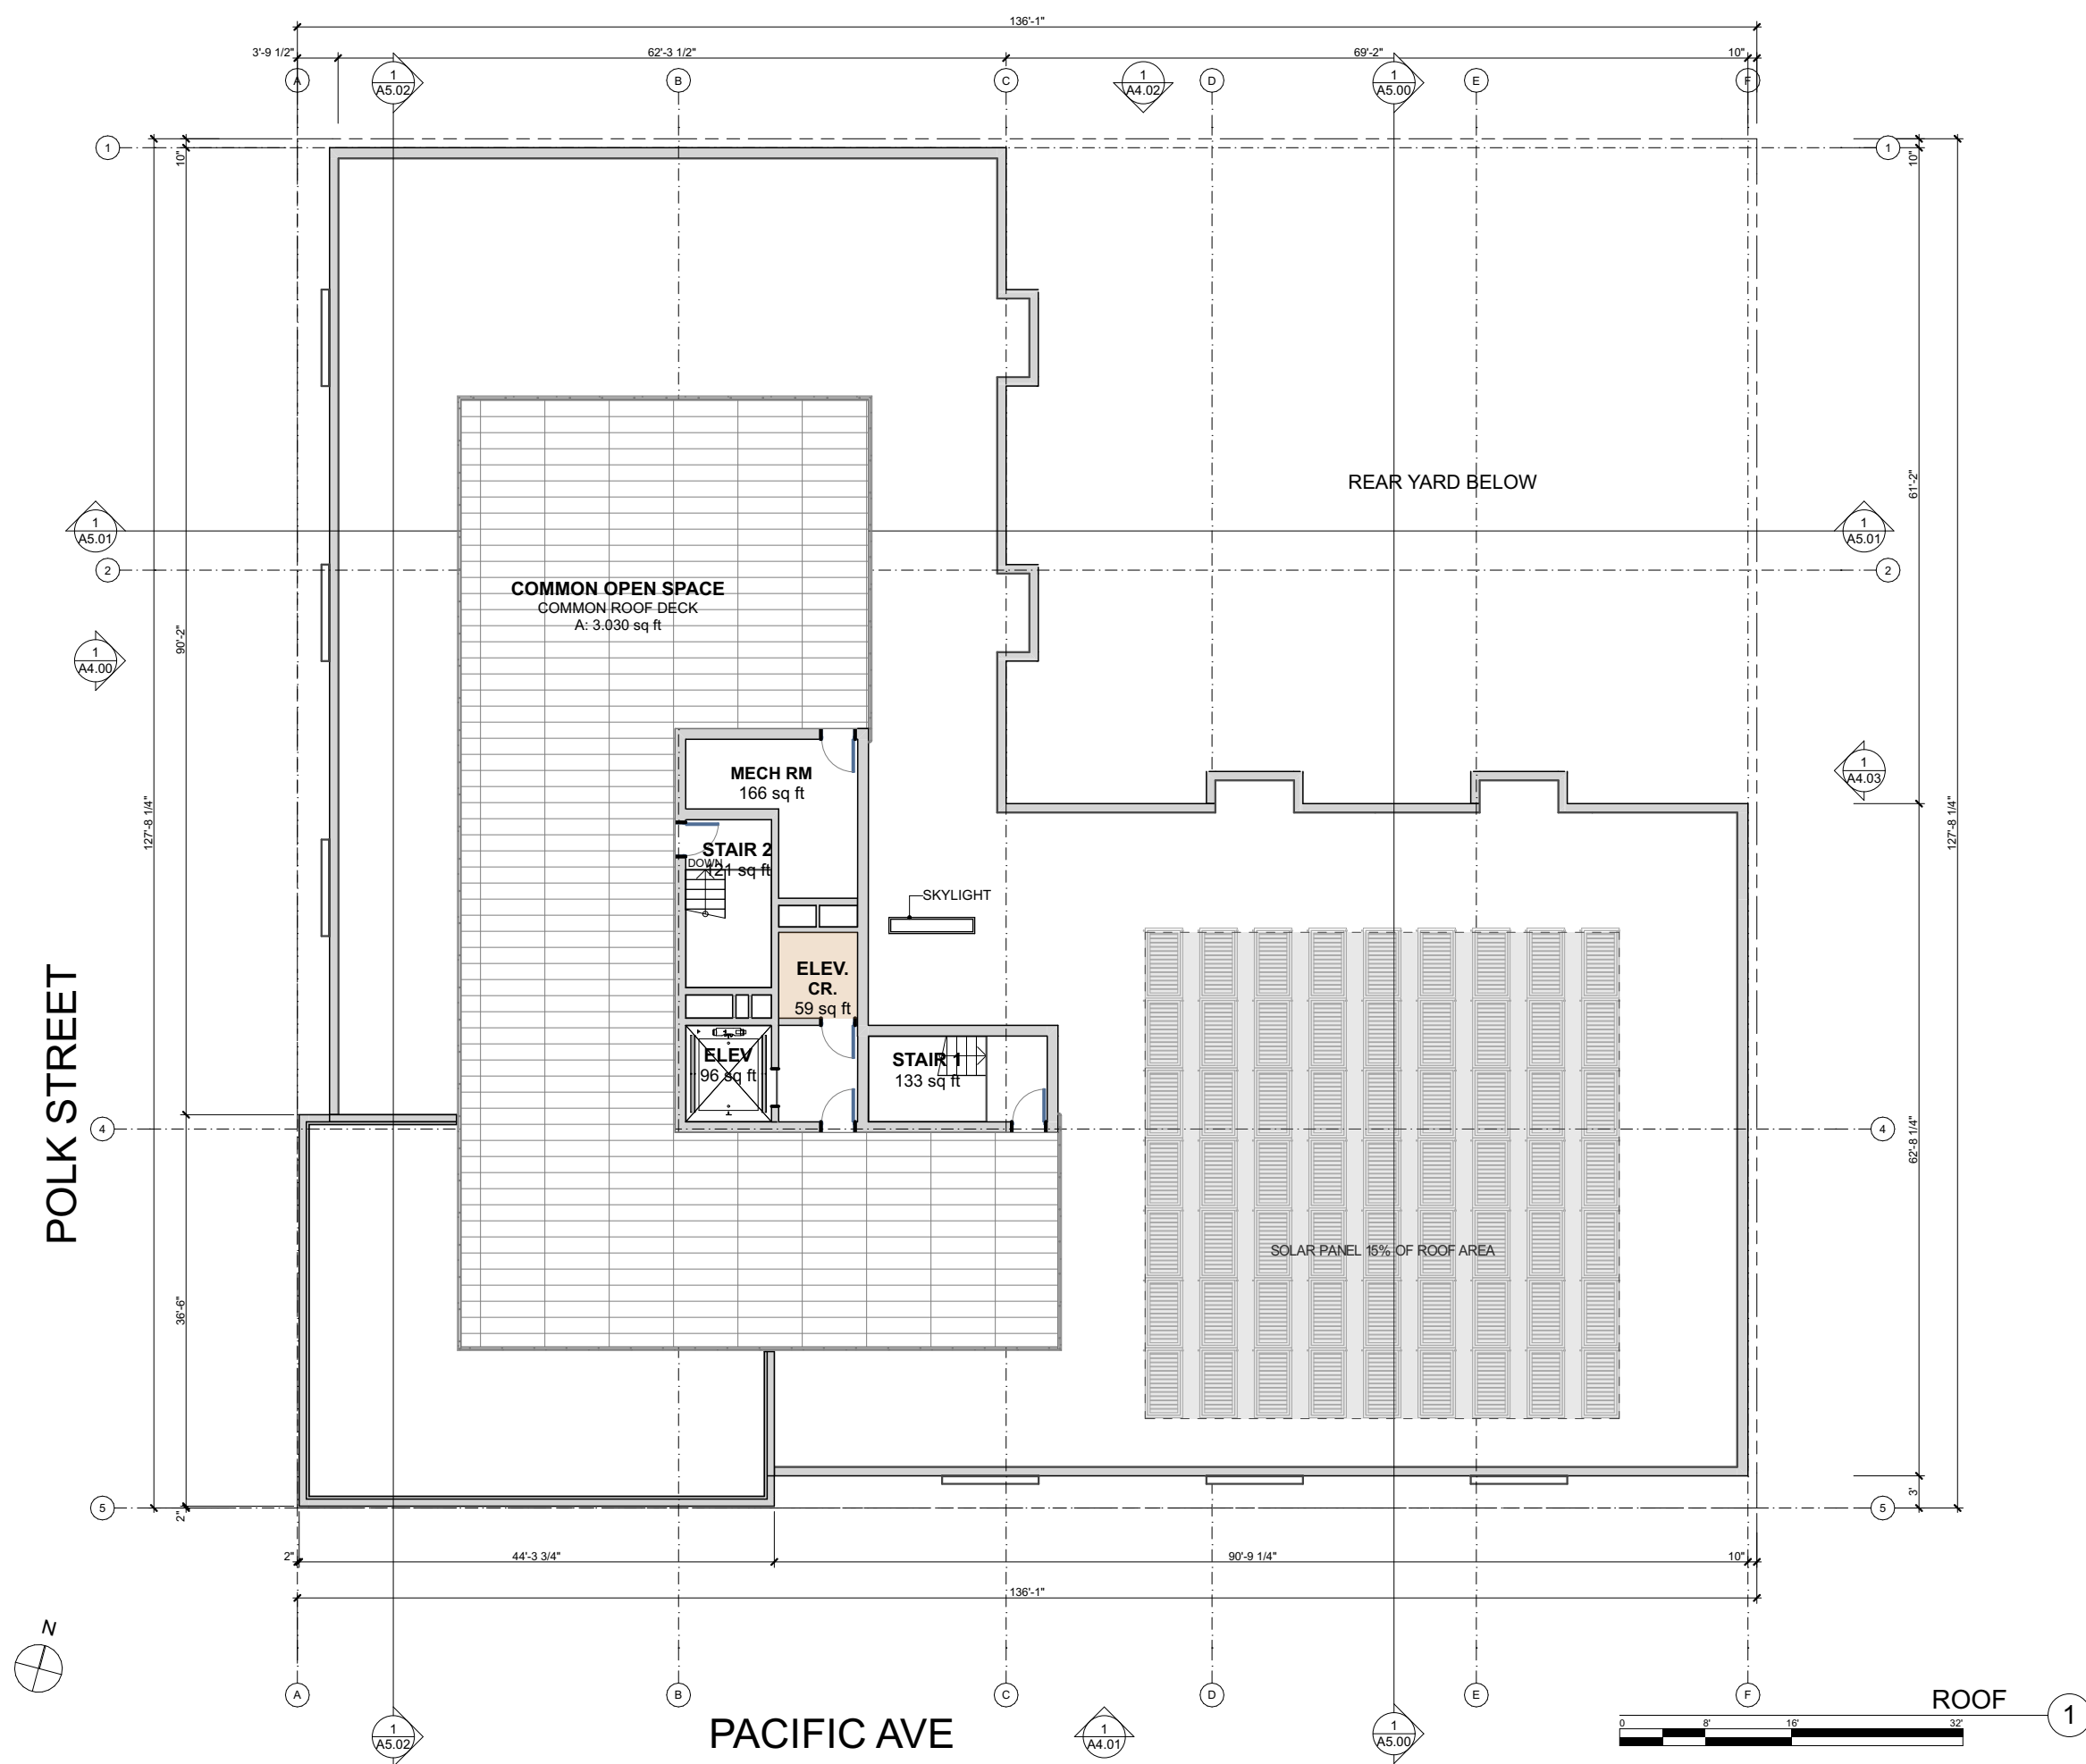 136'-1"
3'-9 1/2"
62'-3 1/2"
69'-2"
10"
A
1
A5.02
B
C
1
A4.02
D
1
A5.00
E
F
1
1
10"
10"
REAR YARD BELOW
61'-2"
1
A5.01
1
A5.01
2
2
COMMON OPEN SPACE
COMMON ROOF DECK
A: 3.030 sq ft
90'-2"
1
A4.00
MECH RM
166 sq ft
1
A4.03
127'-8 1/4"
127'-8 1/4"
STAIR 2
DOWN
121 sq ft
SKYLIGHT
ELEV.
CR.
59 sq ft
POLK STREET
ELEV
96 sq ft
STAIR 1
133 sq ft
4
4
62'-8 1/4"
SOLAR PANEL 15% OF ROOF AREA
36'-6"
3'
5
5
2"
2"
44'-3 3/4"
90'-9 1/4"
10"
136'-1"
N
A
B
C
D
E
F
1
A5.02
PACIFIC AVE
1
A4.01
1
A5.00
ROOF
1
0
8'
16'
32'